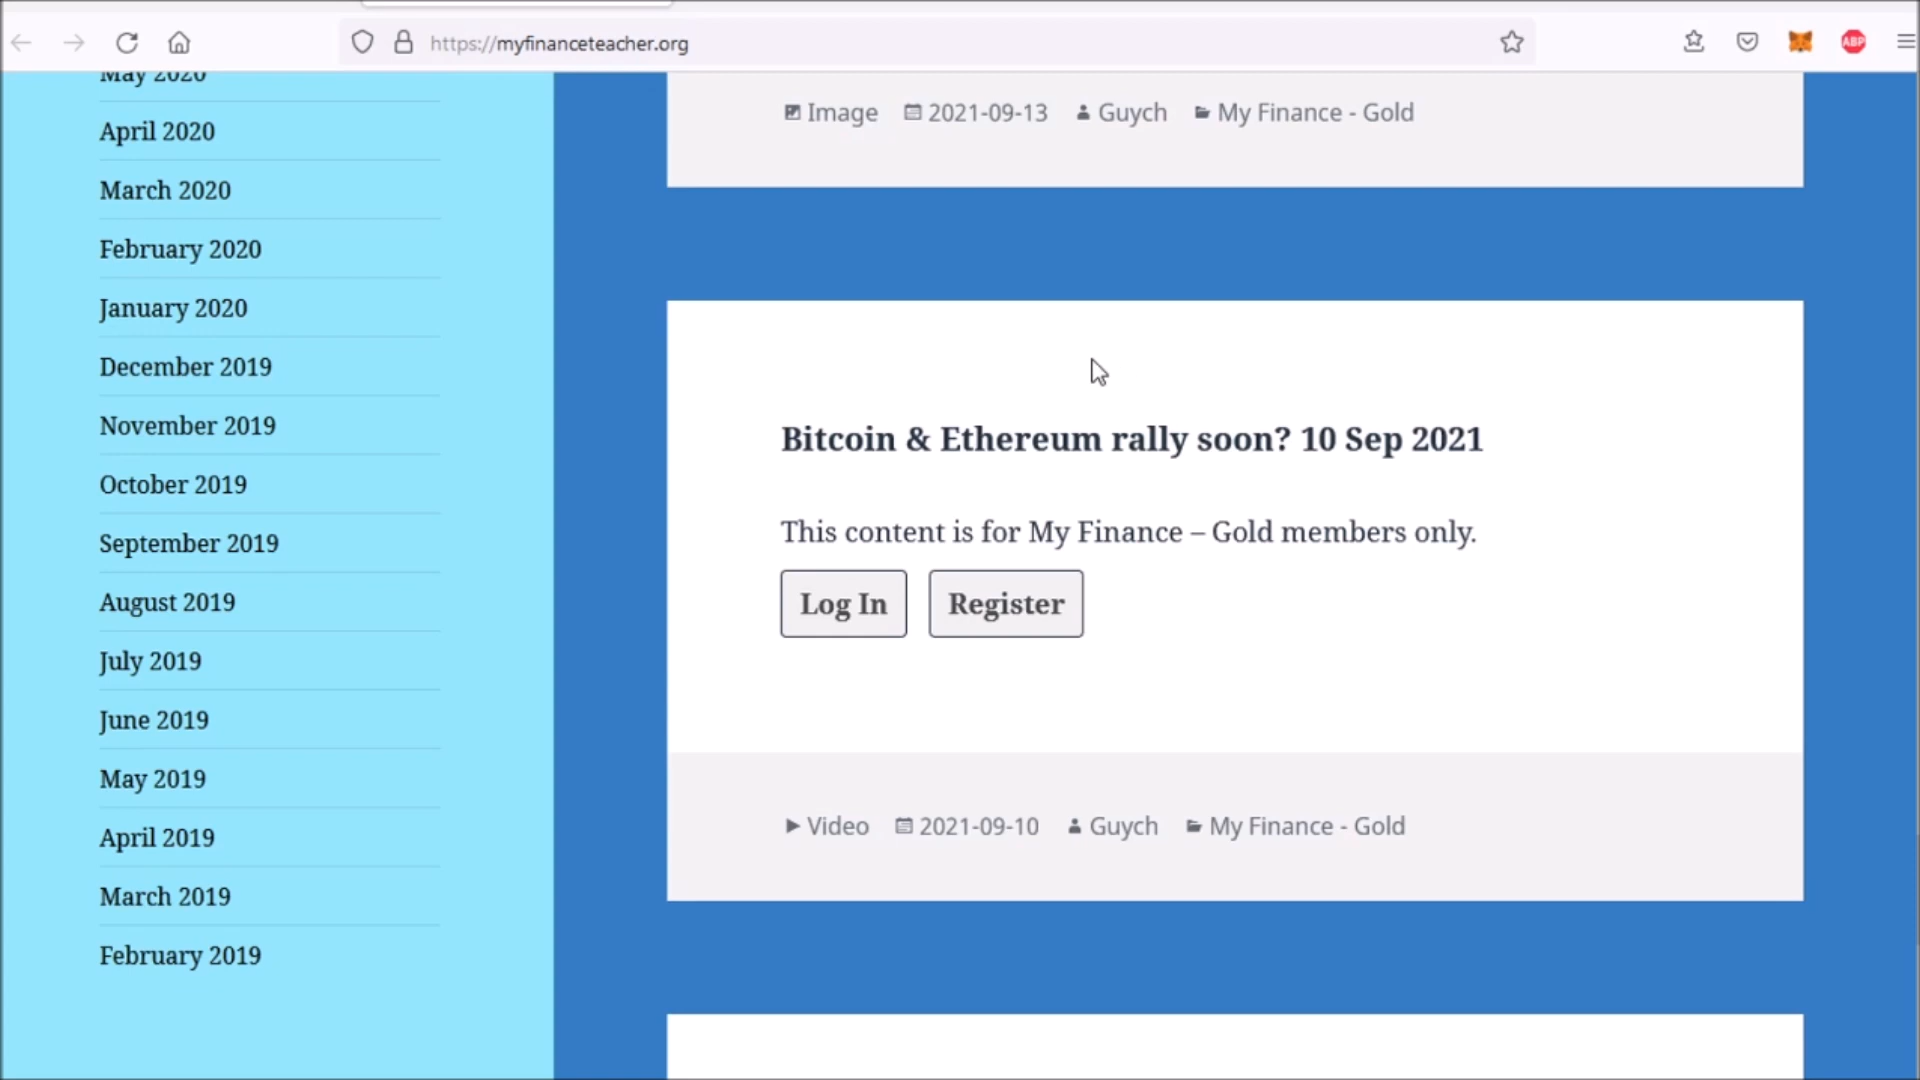 https://myfinanceteacher.org
ABP
May 2020
April 2020
March 2020
February 2020
January 2020
December 2019
November 2019
October 2019
September 2019
August 2019
July 2019
June 2019
May 2019
April 2019
March 2019
February 2019
Image 2021-09-13 Guych My Finance - Gold
Bitcoin & Ethereum rally soon? 10 Sep 2021
This content is for My Finance – Gold members only.
Log In Register
Video 2021-09-10 Guych My Finance - Gold